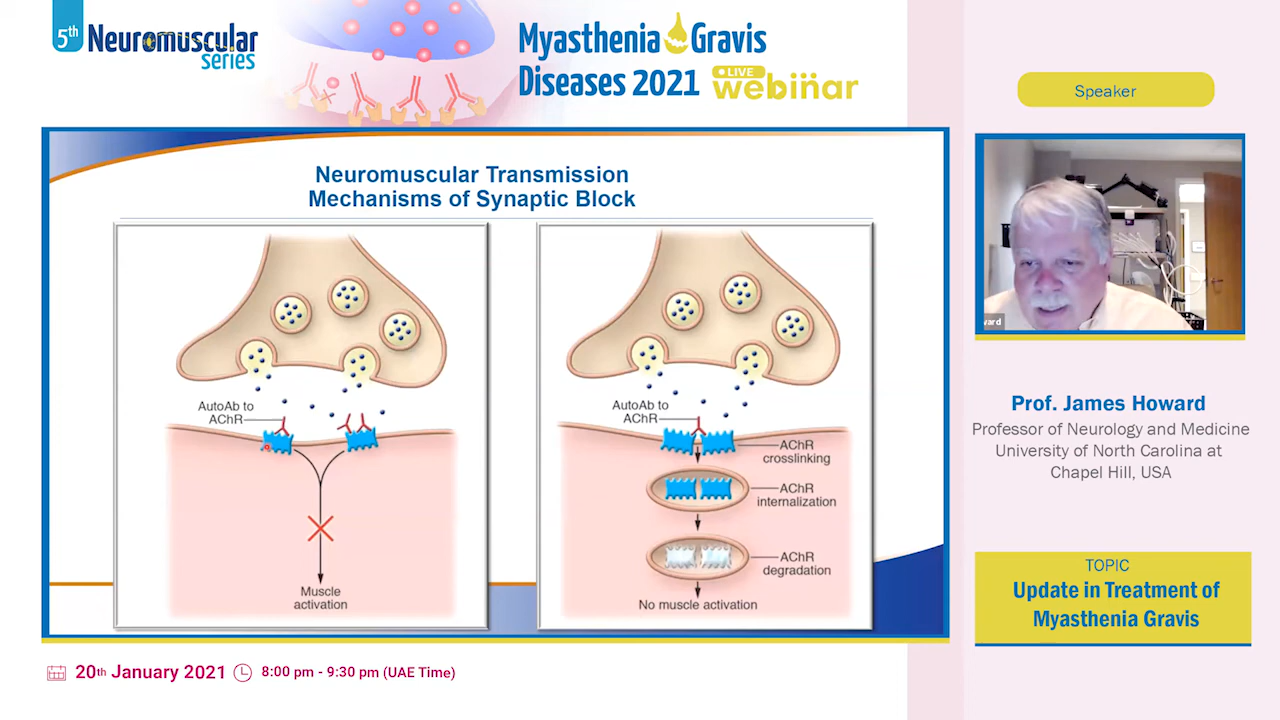 5th Neuromuscular
series
Myasthenia Gravis
Diseases 2021 LIVE webinar
Speaker
Neuromuscular Transmission
Mechanisms of Synaptic Block
AutoAb to
AChR
Muscle
activation
AutoAb to
AChR
AChR
crosslinking
AChR
internalization
AChR
degradation
No muscle activation
Prof. James Howard
Professor of Neurology and Medicine
University of North Carolina at
Chapel Hill, USA
TOPIC
Update in Treatment of
Myasthenia Gravis
20th January 2021 8:00 pm - 9:30 pm (UAE Time)